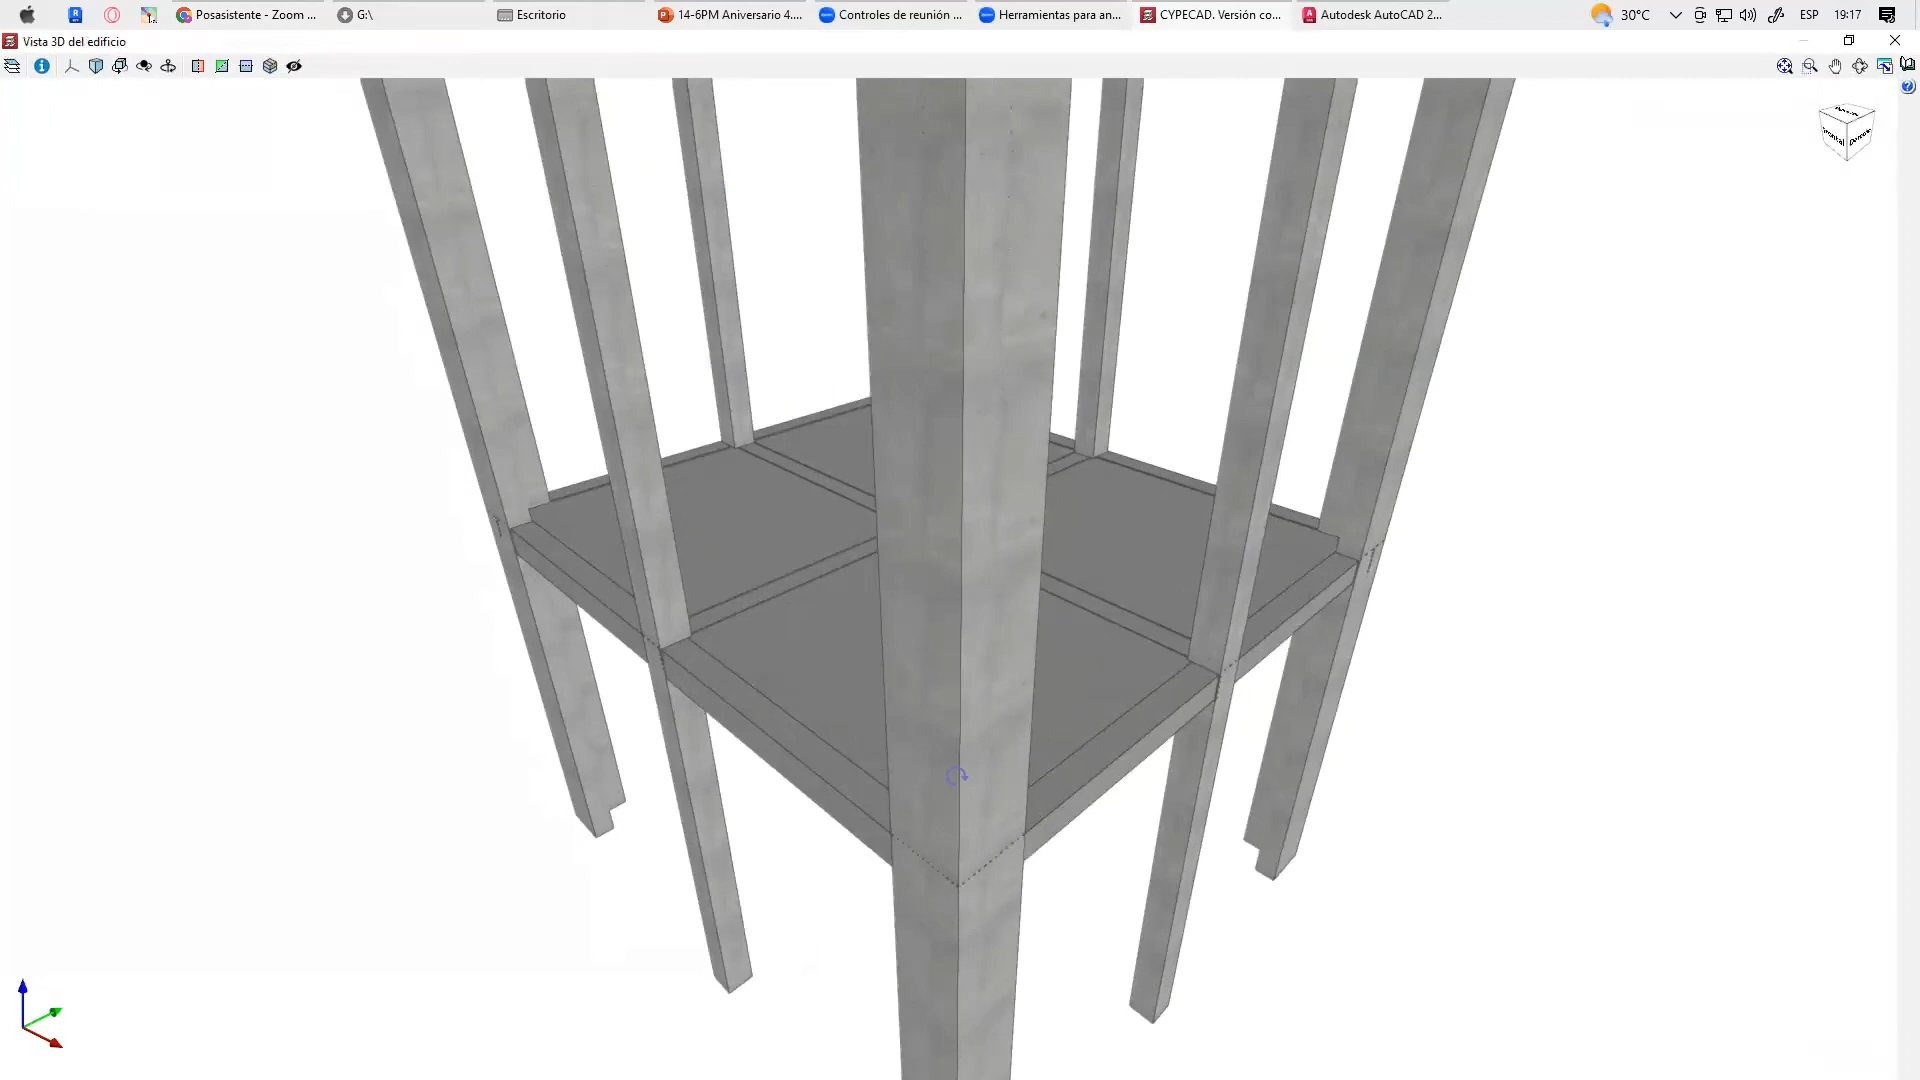 Posasistente - Zoom ...
G:\
Escritorio
14-6PM Aniversario 4....
Controles de reunión ...
Herramientas para an...
CYPECAD. Versión co...
Autodesk AutoCAD 2...
30°C
ESP
19:17
Vista 3D del edificio